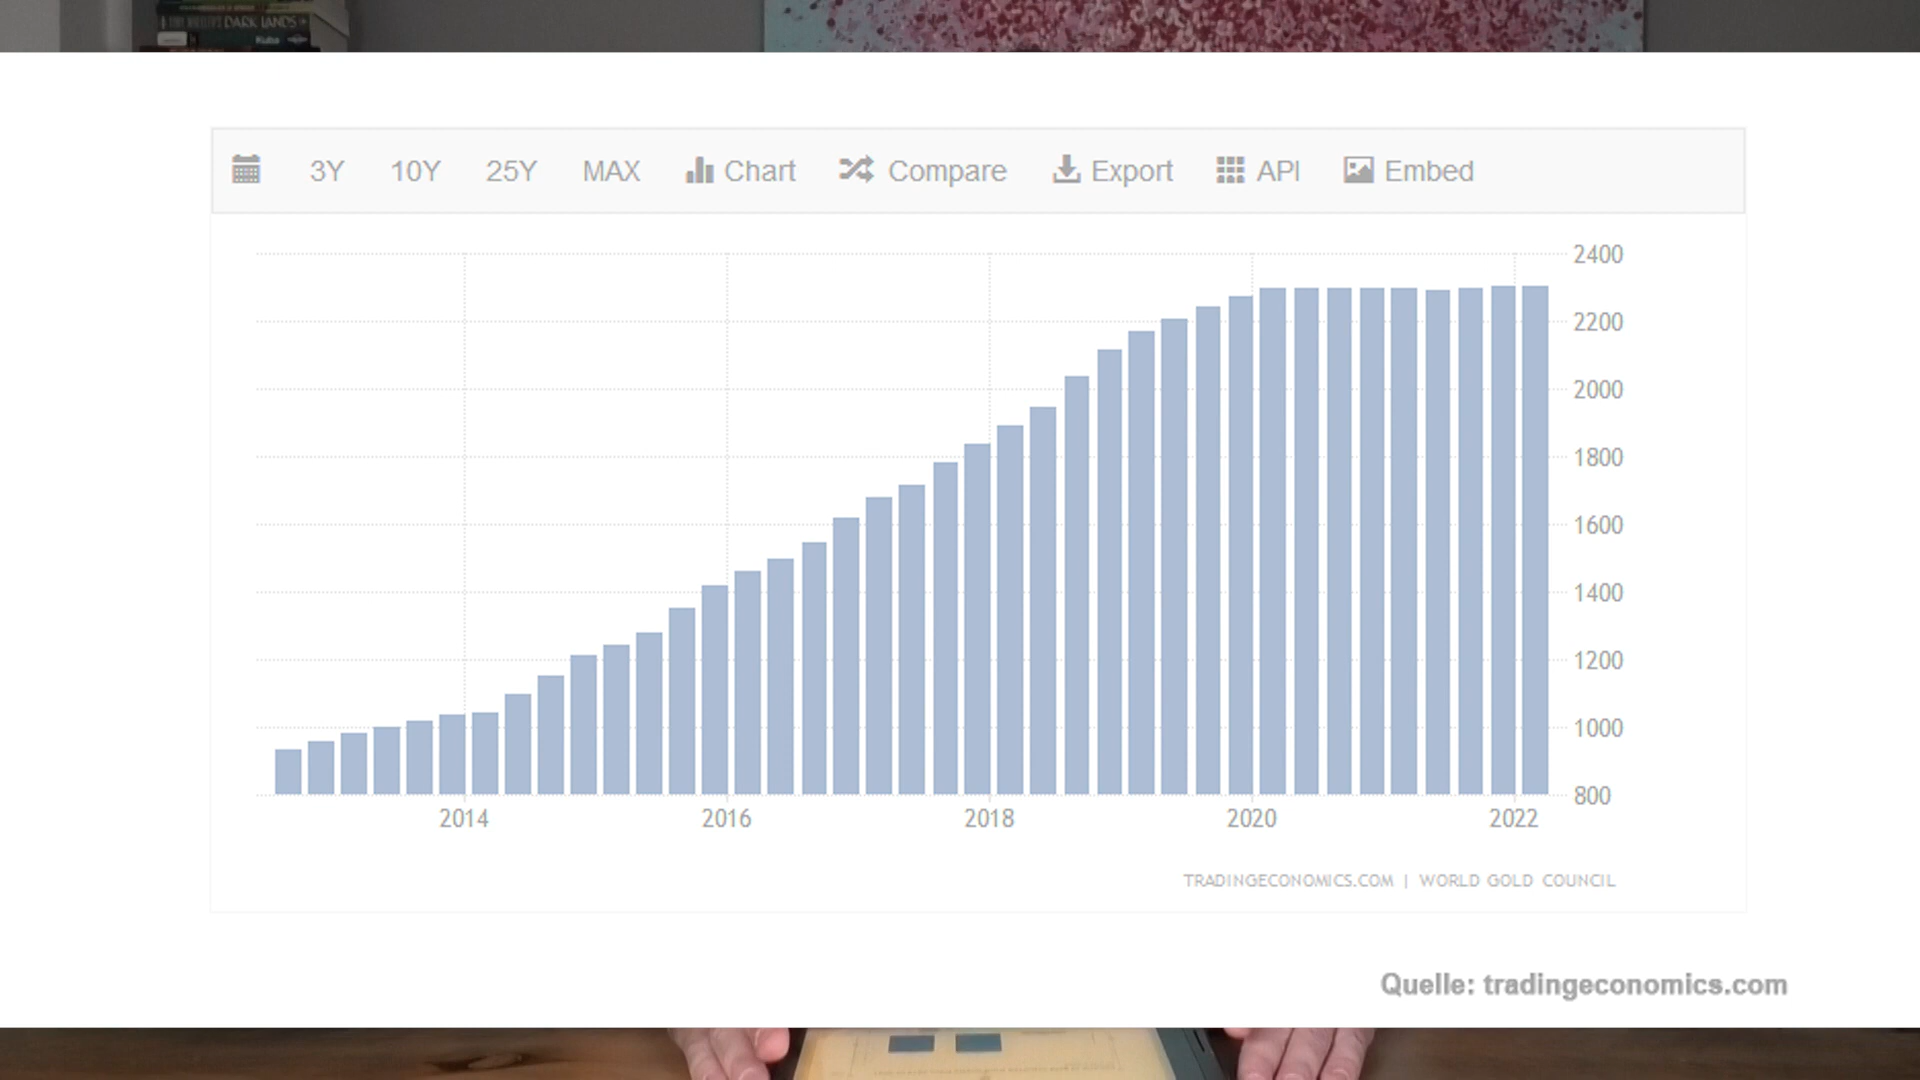 DARK LANDS
Kuba
3Y 10Y 25Y MAX Chart Compare Export API Embed
2400
2200
2000
1800
1600
1400
1200
1000
800
2014 2016 2018 2020 2022
TRADINGECONOMICS.COM | WORLD GOLD COUNCIL
Quelle: tradingeconomics.com